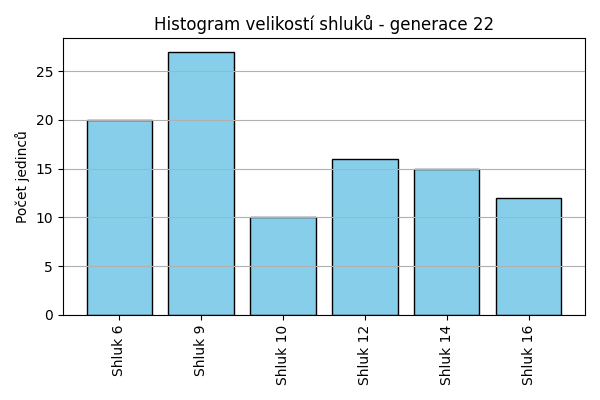 Histogram velikostí shluků - generace 22
Počet jedinců
25
20
15
10
5
0
Shluk 6
Shluk 9
Shluk 10
Shluk 12
Shluk 14
Shluk 16